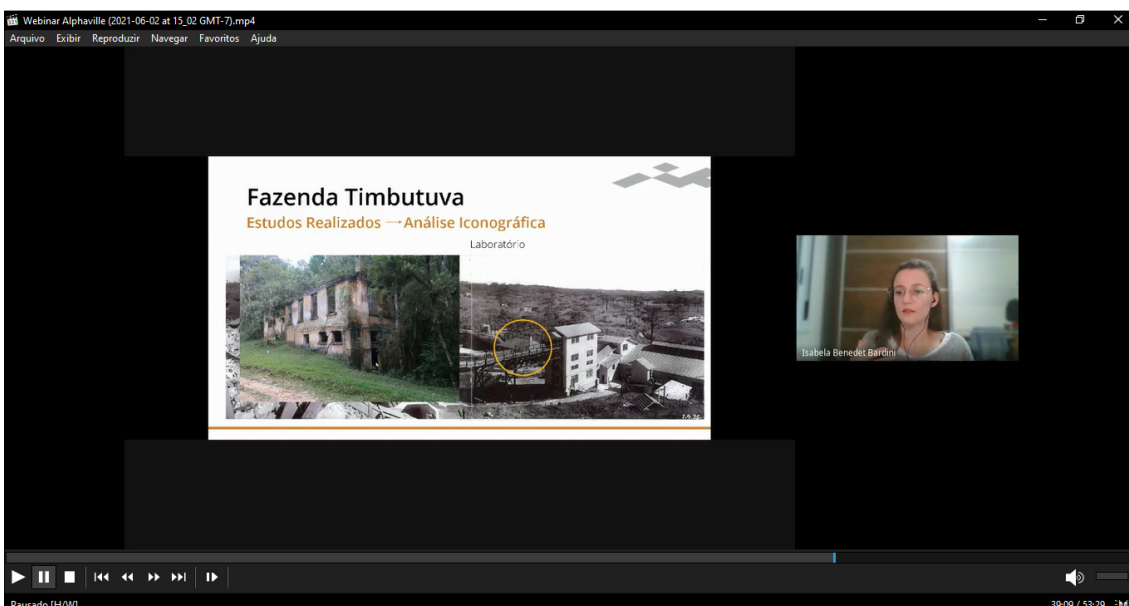 Webinar Alphaville (2021-06-02 at 15_02 GMT-7).mp4
Arquivo Exibir Reproduzir Navegar Favoritos Ajuda
Fazenda Timbutuva
Estudos Realizados → Análise Iconográfica
Laboratório
Isabela Benedet Bardini
Pausado [H/W]
39:09 / 53:29